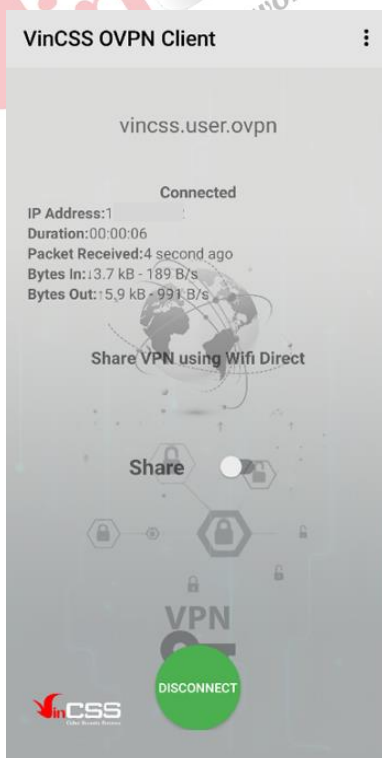 VinCSS OVPN Client
vincss.user.ovpn
Connected
IP Address:1
Duration:00:00:06
Packet Received:4 second ago
Bytes In:↓3.7 kB - 189 B/s
Bytes Out:↑5,9 kB - 991 B/s
Share VPN using Wifi Direct
Share
VPN
DISCONNECT
VinCSS